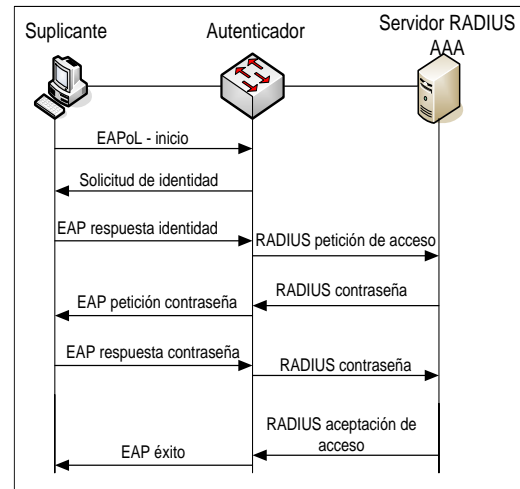 Suplicante
Autenticador
Servidor RADIUS
AAA
EAPoL - inicio
Solicitud de identidad
EAP respuesta identidad
RADIUS petición de acceso
RADIUS contraseña
EAP petición contraseña
EAP respuesta contraseña
RADIUS contraseña
RADIUS aceptación de
acceso
EAP éxito